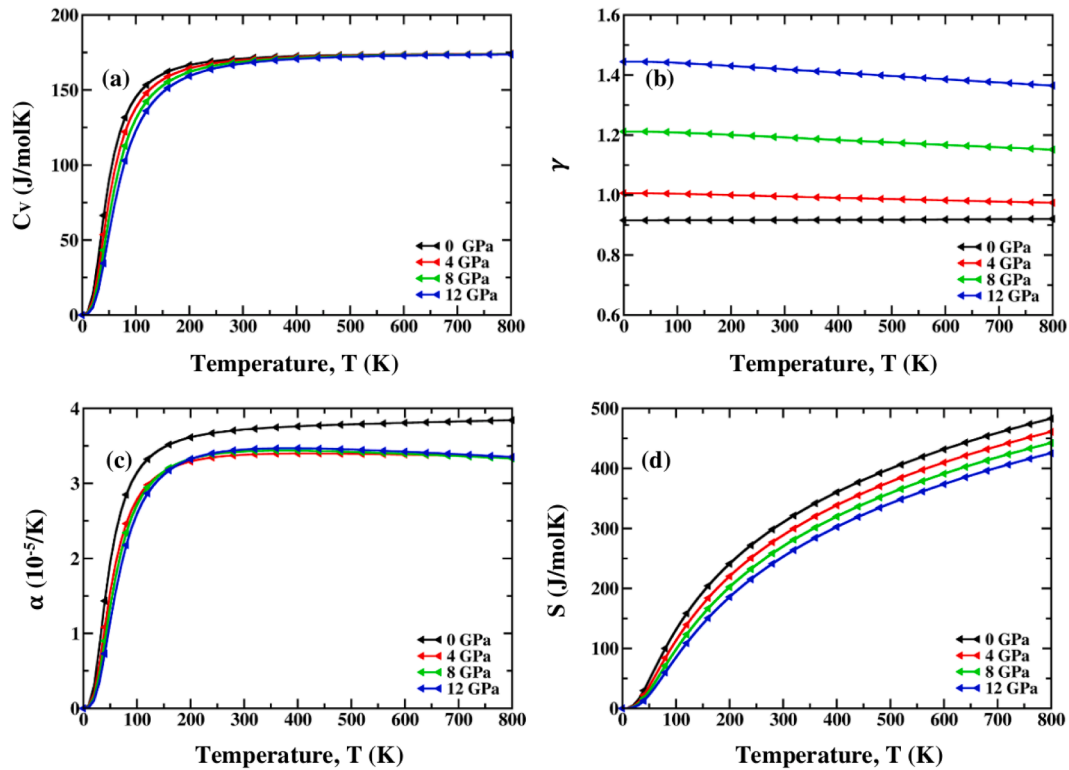 175
150
125
100
75
50
25
0
Cv (J/molK)
(a)
0 GPa
4 GPa
8 GPa
12 GPa
0 100 200 300 400 500 600 700 800
Temperature, T (K)
1.6
1.4
1.2
1.0
0.8
0.6
γ
(b)
0 GPa
4 GPa
8 GPa
12 GPa
0 100 200 300 400 500 600 700 800
Temperature, T (K)
4
3
2
1
0
α (10⁻⁵/K)
(c)
0 GPa
4 GPa
8 GPa
12 GPa
0 100 200 300 400 500 600 700 800
Temperature, T (K)
500
400
300
200
100
0
S (J/molK)
(d)
0 GPa
4 GPa
8 GPa
12 GPa
0 100 200 300 400 500 600 700 800
Temperature, T (K)